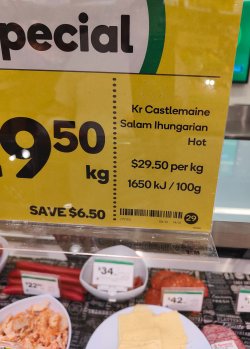 pecial
Kr Castlemaine
Salam Ihungarian
Hot
9 50
kg
$29.50 per kg
1650 kJ / 100g
SAVE $6.50
29
$34
$42